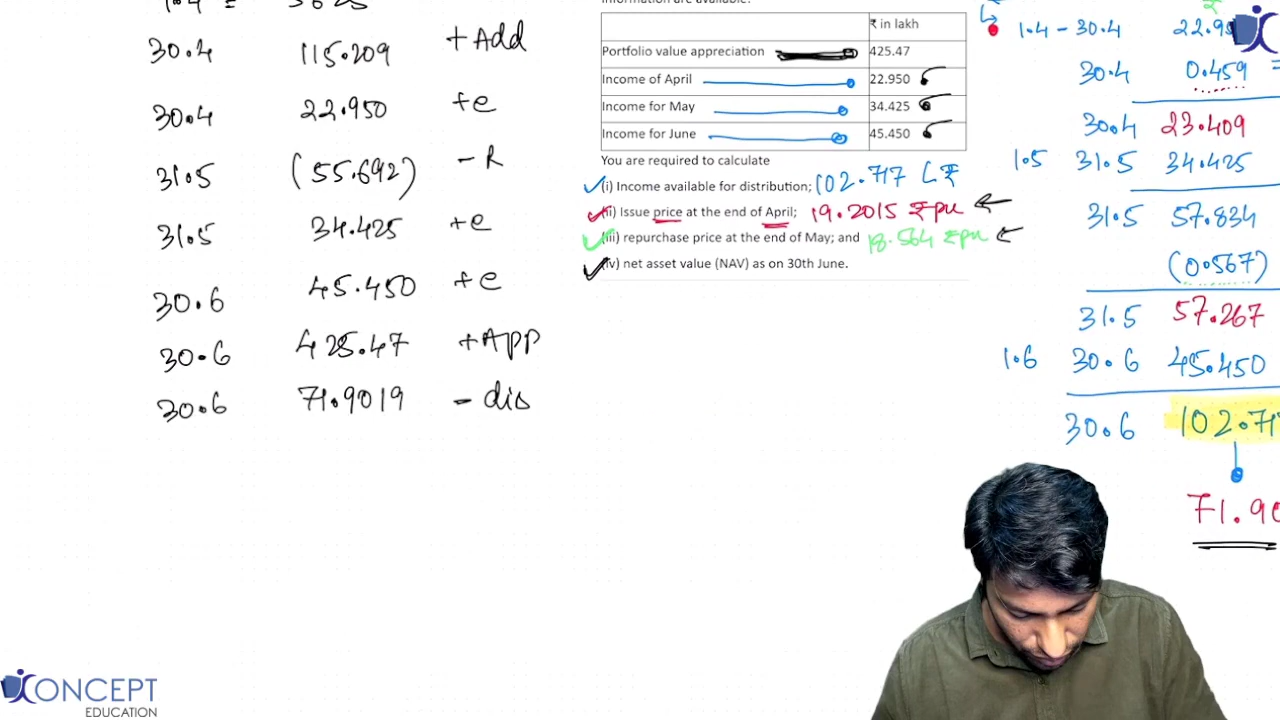 30.4 115.209 +Add
30.4 22.950 +e
31.5 (55.692) - R
31.5 34.425 +e
30.6 45.450 +e
30.6 425.47 +App
30.6 71.9019 - dis
₹ in lakh
Portfolio value appreciation 425.47
Income of April 22.950
Income for May 34.425
Income for June 45.450
You are required to calculate
(i) Income available for distribution; 102.717 L ₹
(ii) Issue price at the end of April; 19.2015 ₹pu
(iii) repurchase price at the end of May; and 18.564 ₹pu
(iv) net asset value (NAV) as on 30th June.
1.4 - 30.4 22.95
30.4 0.459 =
30.4 23.409
1.5 31.5 34.425
31.5 57.834
(0.567)
31.5 57.267
1.6 30.6 45.450
30.6 102.71
71.90
CONCEPT
EDUCATION